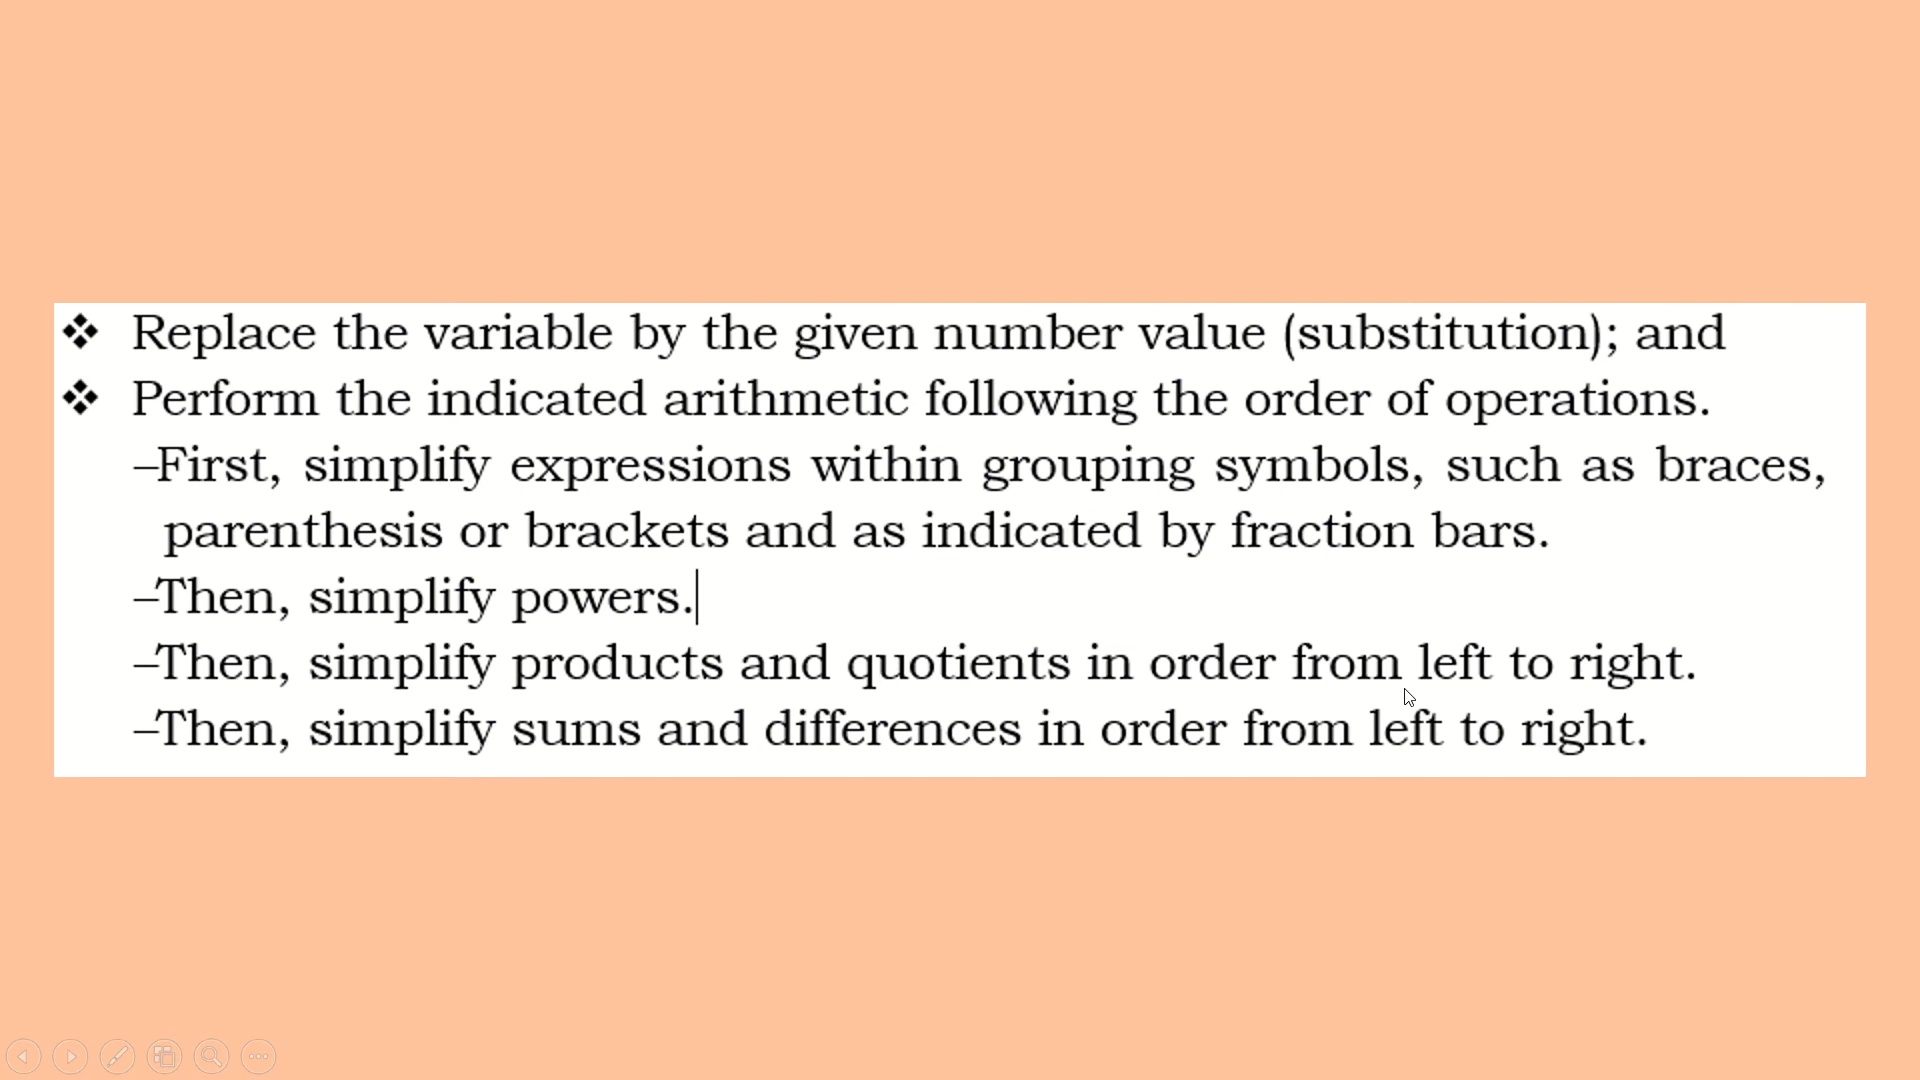 ❖ Replace the variable by the given number value (substitution); and
❖ Perform the indicated arithmetic following the order of operations.
–First, simplify expressions within grouping symbols, such as braces,
parenthesis or brackets and as indicated by fraction bars.
–Then, simplify powers.
–Then, simplify products and quotients in order from left to right.
–Then, simplify sums and differences in order from left to right.